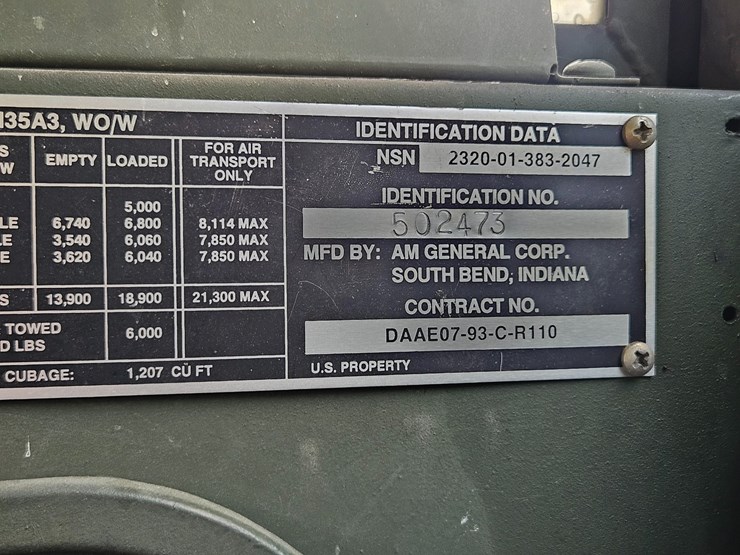 135A3, WO/W
S
W
EMPTY
LOADED
FOR AIR
TRANSPORT
ONLY
5,000
LE 6,740 6,800 8,114 MAX
E 3,540 6,060 7,850 MAX
E 3,620 6,040 7,850 MAX
S 13,900 18,900 21,300 MAX
TOWED
D LBS
6,000
CUBAGE: 1,207 CU FT
IDENTIFICATION DATA
NSN 2320-01-383-2047
IDENTIFICATION NO.
502473
MFD BY: AM GENERAL CORP.
SOUTH BEND, INDIANA
CONTRACT NO.
DAAE07-93-C-R110
U.S. PROPERTY